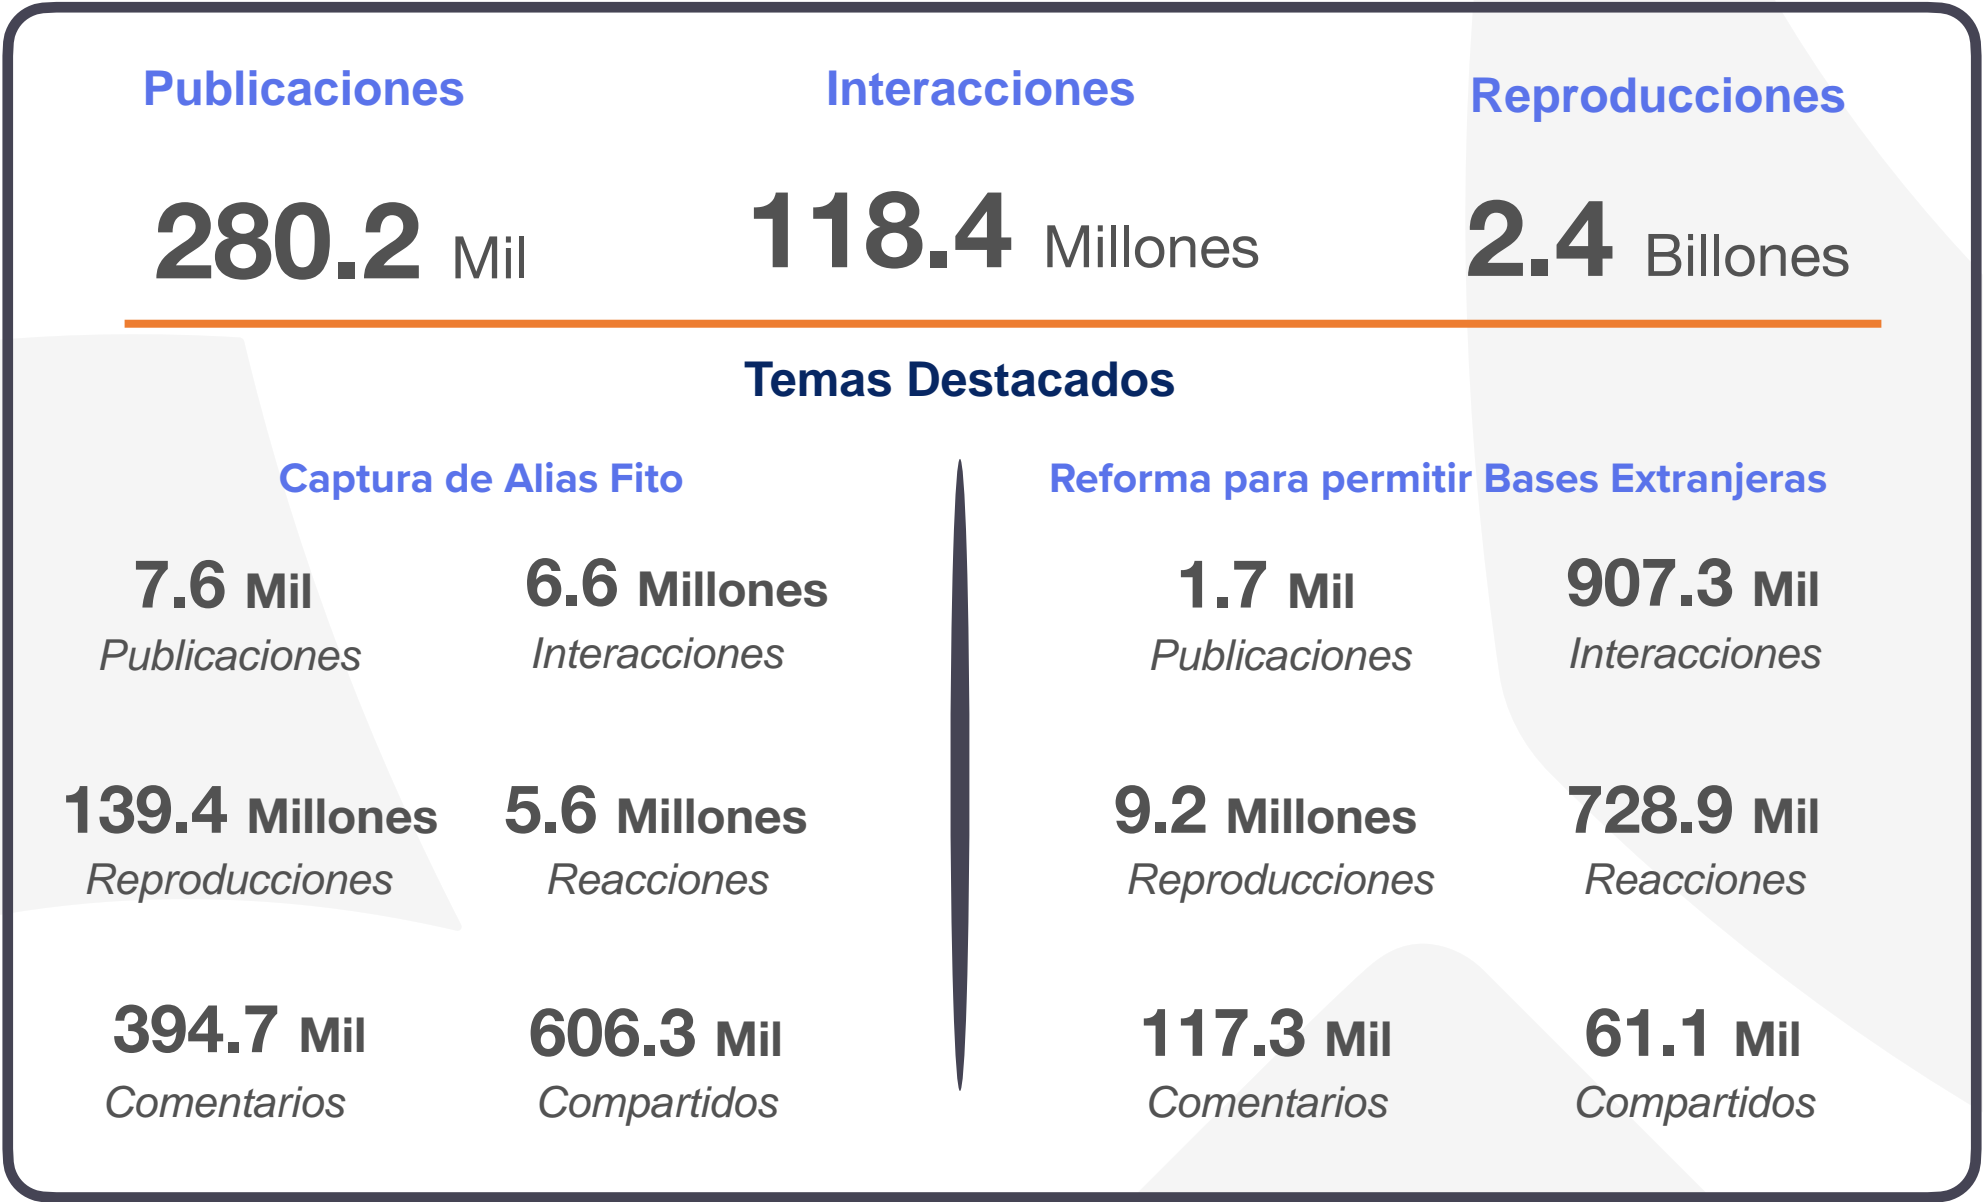 Publicaciones
280.2 Mil
Interacciones
118.4 Millones
Reproducciones
2.4 Billones
Temas Destacados
Captura de Alias Fito
7.6 Mil
Publicaciones
6.6 Millones
Interacciones
139.4 Millones
Reproducciones
5.6 Millones
Reacciones
394.7 Mil
Comentarios
606.3 Mil
Compartidos
Reforma para permitir Bases Extranjeras
1.7 Mil
Publicaciones
907.3 Mil
Interacciones
9.2 Millones
Reproducciones
728.9 Mil
Reacciones
117.3 Mil
Comentarios
61.1 Mil
Compartidos